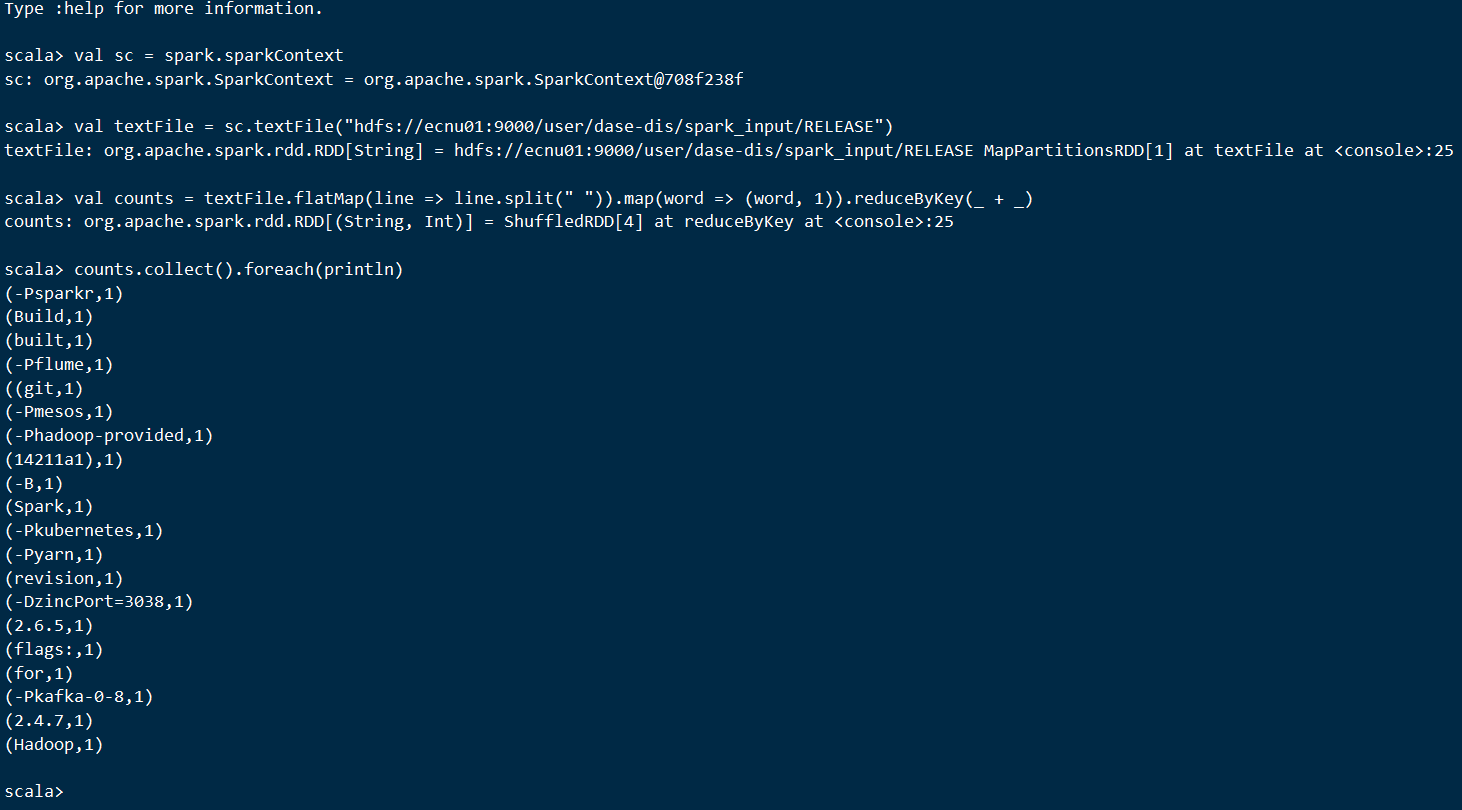 Type :help for more information.
scala> val sc = spark.sparkContext
sc: org.apache.spark.SparkContext = org.apache.spark.SparkContext@708f238f
scala> val textFile = sc.textFile("hdfs://ecnu01:9000/user/dase-dis/spark_input/RELEASE")
textFile: org.apache.spark.rdd.RDD[String] = hdfs://ecnu01:9000/user/dase-dis/spark_input/RELEASE MapPartitionsRDD[1] at textFile at <console>:25
scala> val counts = textFile.flatMap(line => line.split(" ")).map(word => (word, 1)).reduceByKey(_ + _)
counts: org.apache.spark.rdd.RDD[(String, Int)] = ShuffledRDD[4] at reduceByKey at <console>:25
scala> counts.collect().foreach(println)
(-Psparkr,1)
(Build,1)
(built,1)
(-Pflume,1)
((git,1)
(-Pmesos,1)
(-Phadoop-provided,1)
(14211a1),1)
(-B,1)
(Spark,1)
(-Pkubernetes,1)
(-Pyarn,1)
(revision,1)
(-DzincPort=3038,1)
(2.6.5,1)
(flags:,1)
(for,1)
(-Pkafka-0-8,1)
(2.4.7,1)
(Hadoop,1)
scala>